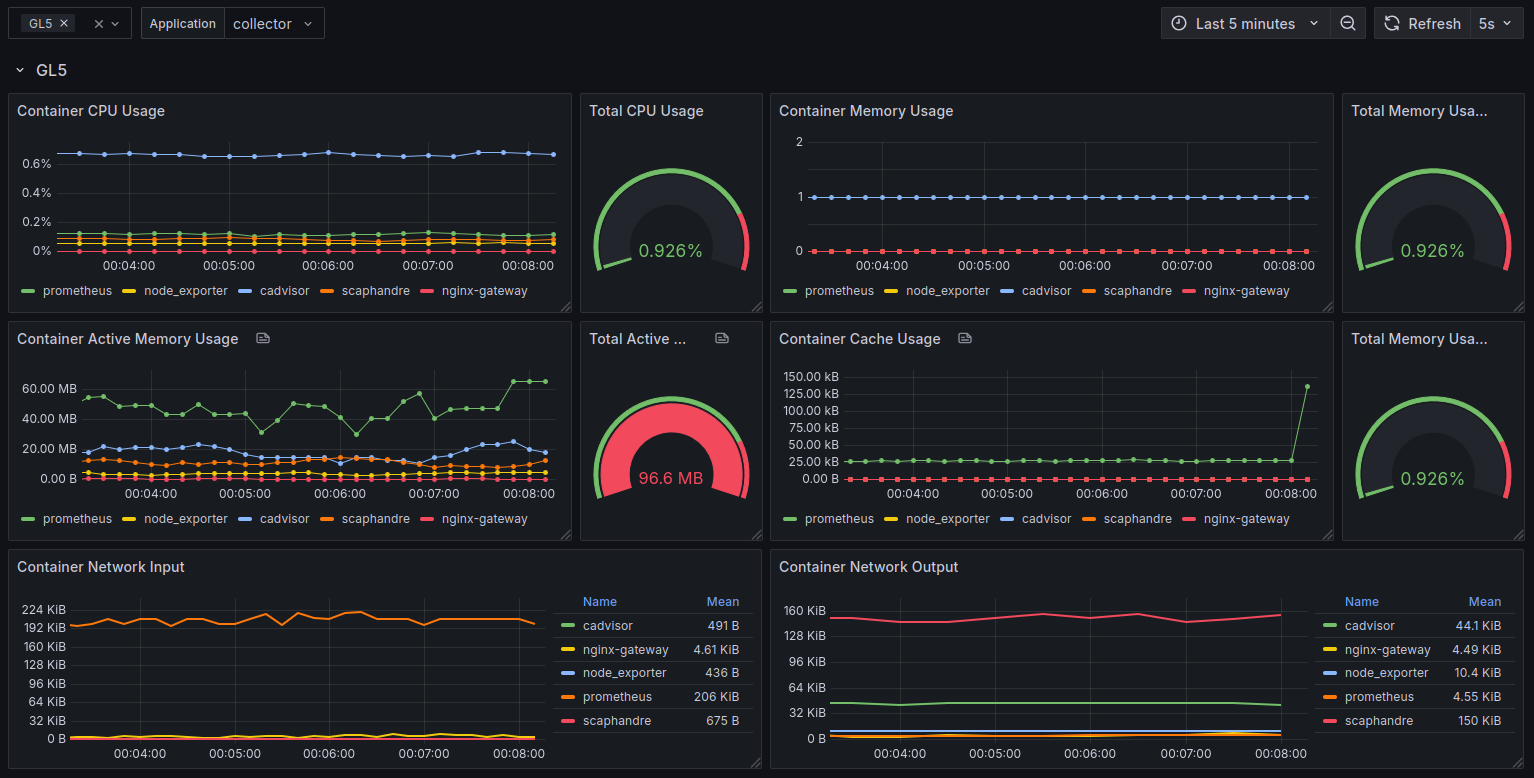 GL5
Application collector
Last 5 minutes
Refresh 5s
GL5
Container CPU Usage
0.6%
0.4%
0.2%
0%
00:04:00 00:05:00 00:06:00 00:07:00 00:08:00
prometheus node_exporter cadvisor scaphandre nginx-gateway
Total CPU Usage
0.926%
Container Memory Usage
2
1
0
00:04:00 00:05:00 00:06:00 00:07:00 00:08:00
prometheus node_exporter cadvisor scaphandre nginx-gateway
Total Memory Usa...
0.926%
Container Active Memory Usage
60.00 MB
40.00 MB
20.00 MB
0.00 B
00:04:00 00:05:00 00:06:00 00:07:00 00:08:00
prometheus node_exporter cadvisor scaphandre nginx-gateway
Total Active ...
96.6 MB
Container Cache Usage
150.00 kB
125.00 kB
100.00 kB
75.00 kB
50.00 kB
25.00 kB
0.00 B
00:04:00 00:05:00 00:06:00 00:07:00 00:08:00
prometheus node_exporter cadvisor scaphandre nginx-gateway
Total Memory Usa...
0.926%
Container Network Input
224 KiB
192 KiB
160 KiB
128 KiB
96 KiB
64 KiB
32 KiB
0 B
00:04:00 00:05:00 00:06:00 00:07:00 00:08:00
Name Mean
cadvisor 491 B
nginx-gateway 4.61 KiB
node_exporter 436 B
prometheus 206 KiB
scaphandre 675 B
Container Network Output
160 KiB
128 KiB
96 KiB
64 KiB
32 KiB
0 B
00:04:00 00:05:00 00:06:00 00:07:00 00:08:00
Name Mean
cadvisor 44.1 KiB
nginx-gateway 4.49 KiB
node_exporter 10.4 KiB
prometheus 4.55 KiB
scaphandre 150 KiB